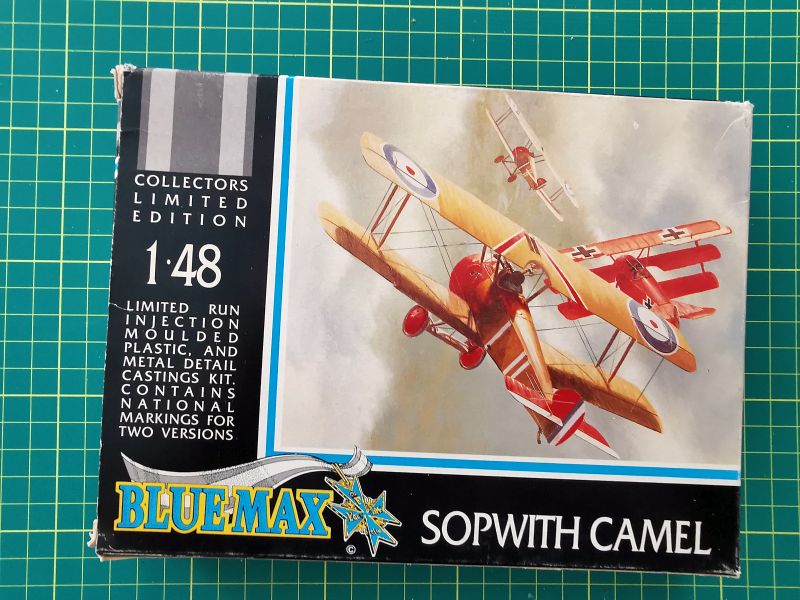 COLLECTORS
LIMITED
EDITION
1·48
LIMITED RUN
INJECTION
MOULDED
PLASTIC, AND
METAL DETAIL
CASTINGS KIT.
CONTAINS
NATIONAL
MARKINGS FOR
TWO VERSIONS
BLUE MAX
©
SOPWITH CAMEL